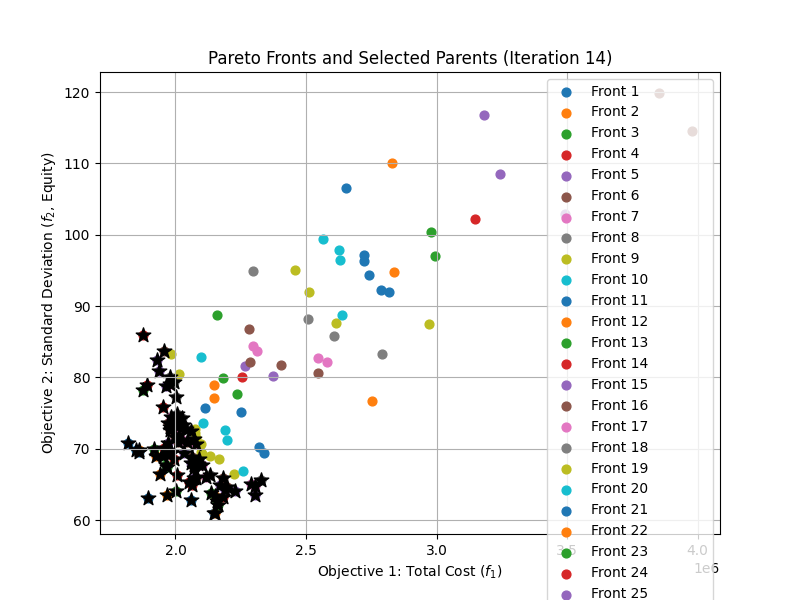 Pareto Fronts and Selected Parents (Iteration 14)
Objective 2: Standard Deviation (f2, Equity)
120
110
100
90
80
70
60
2.0
2.5
3.0
3.5
4.0
1e6
Objective 1: Total Cost (f1)
Front 1
Front 2
Front 3
Front 4
Front 5
Front 6
Front 7
Front 8
Front 9
Front 10
Front 11
Front 12
Front 13
Front 14
Front 15
Front 16
Front 17
Front 18
Front 19
Front 20
Front 21
Front 22
Front 23
Front 24
Front 25